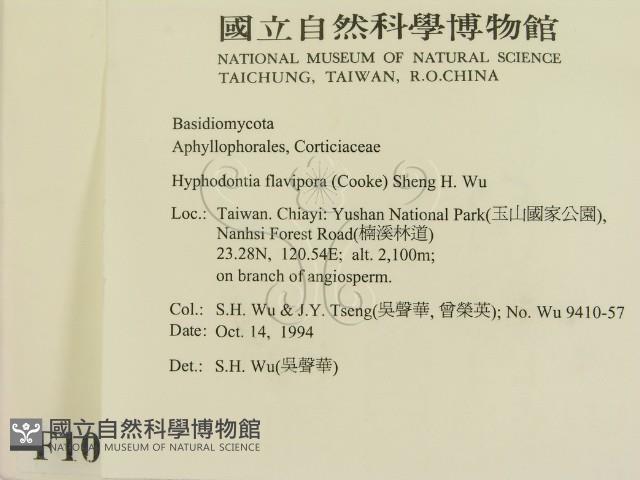 國立自然科學博物館
NATIONAL MUSEUM OF NATURAL SCIENCE
TAICHUNG, TAIWAN, R.O.CHINA
Basidiomycota
Aphyllophorales, Corticiaceae
Hyphodontia flavipora (Cooke) Sheng H. Wu
Loc.: Taiwan. Chiayi: Yushan National Park(玉山國家公園),
Nanhsi Forest Road(楠溪林道)
23.28N, 120.54E; alt. 2,100m;
on branch of angiosperm.
Col.: S.H. Wu & J.Y. Tseng(吳聲華, 曾榮英); No. Wu 9410-57
Date: Oct. 14, 1994
Det.: S.H. Wu(吳聲華)
國立自然科學博物館
NATIONAL MUSEUM OF NATURAL SCIENCE